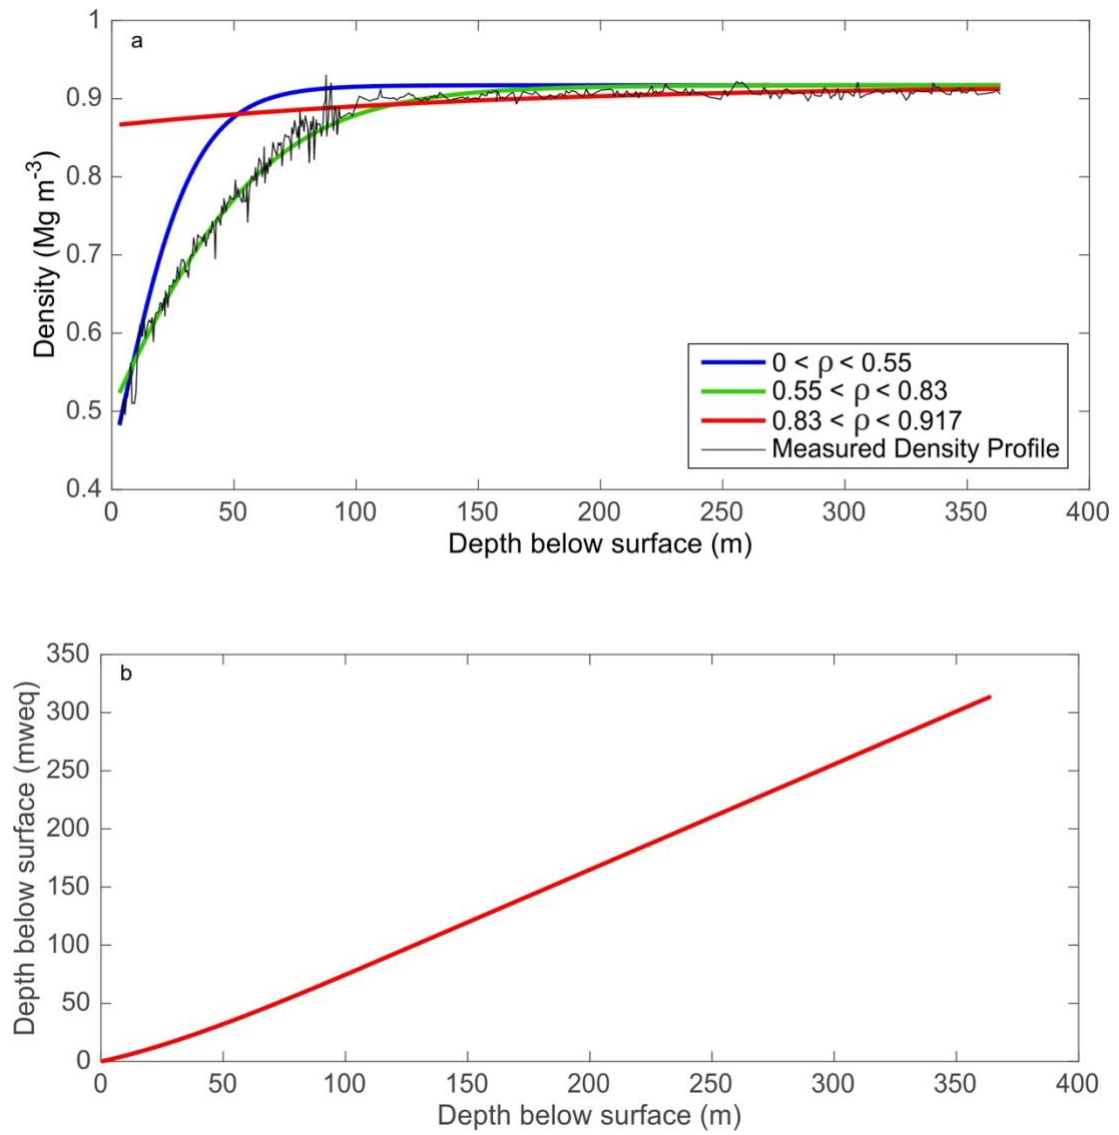 a
1
0.9
0.8
0.7
0.6
0.5
0.4
Density (Mg m⁻³)
0 < ρ < 0.55
0.55 < ρ < 0.83
0.83 < ρ < 0.917
Measured Density Profile
0 50 100 150 200 250 300 350 400
Depth below surface (m)
b
350
300
250
200
150
100
50
0
Depth below surface (mweq)
0 50 100 150 200 250 300 350 400
Depth below surface (m)